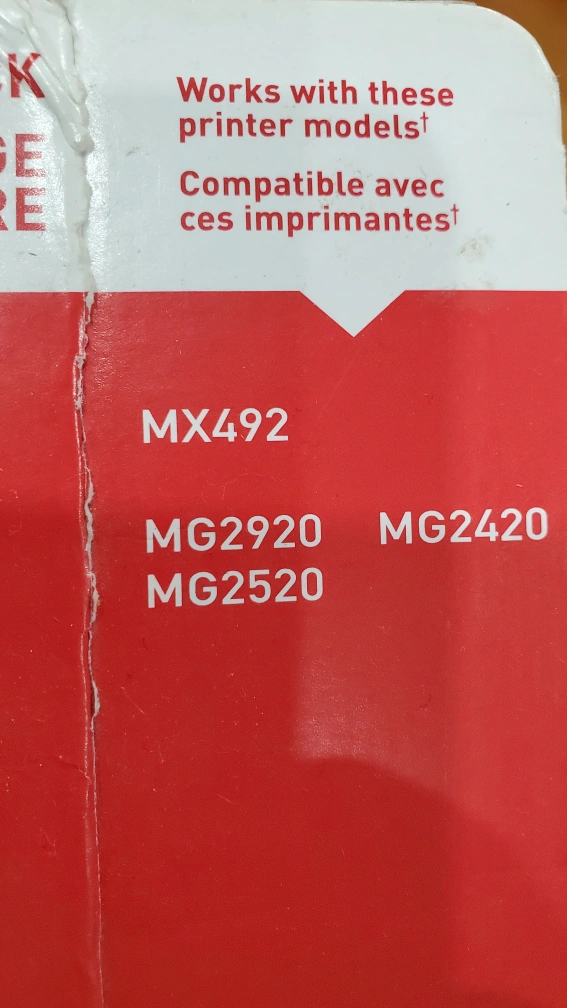 Works with these
printer models†
Compatible avec
ces imprimantes†
MX492
MG2920 MG2420
MG2520